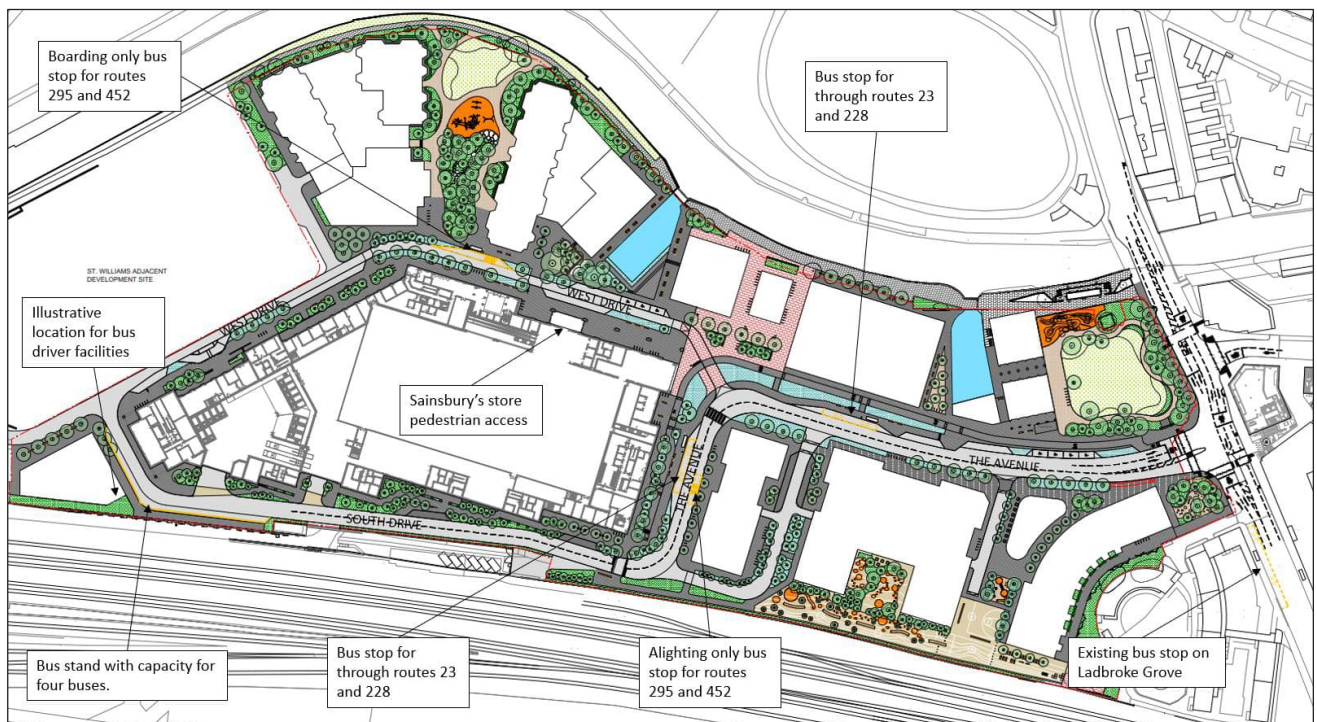 Boarding only bus
stop for routes
295 and 452
Bus stop for
through routes 23
and 228
ST. WILLIAMS ADJACENT
DEVELOPMENT SITE
Illustrative
location for bus
driver facilities
WEST DRIVE
WEST DRIVE
Sainsbury's store
pedestrian access
THE AVENUE
THE AVENUE
SOUTH DRIVE
Bus stand with capacity for
four buses.
Bus stop for
through routes 23
and 228
Alighting only bus
stop for routes
295 and 452
Existing bus stop on
Ladbroke Grove